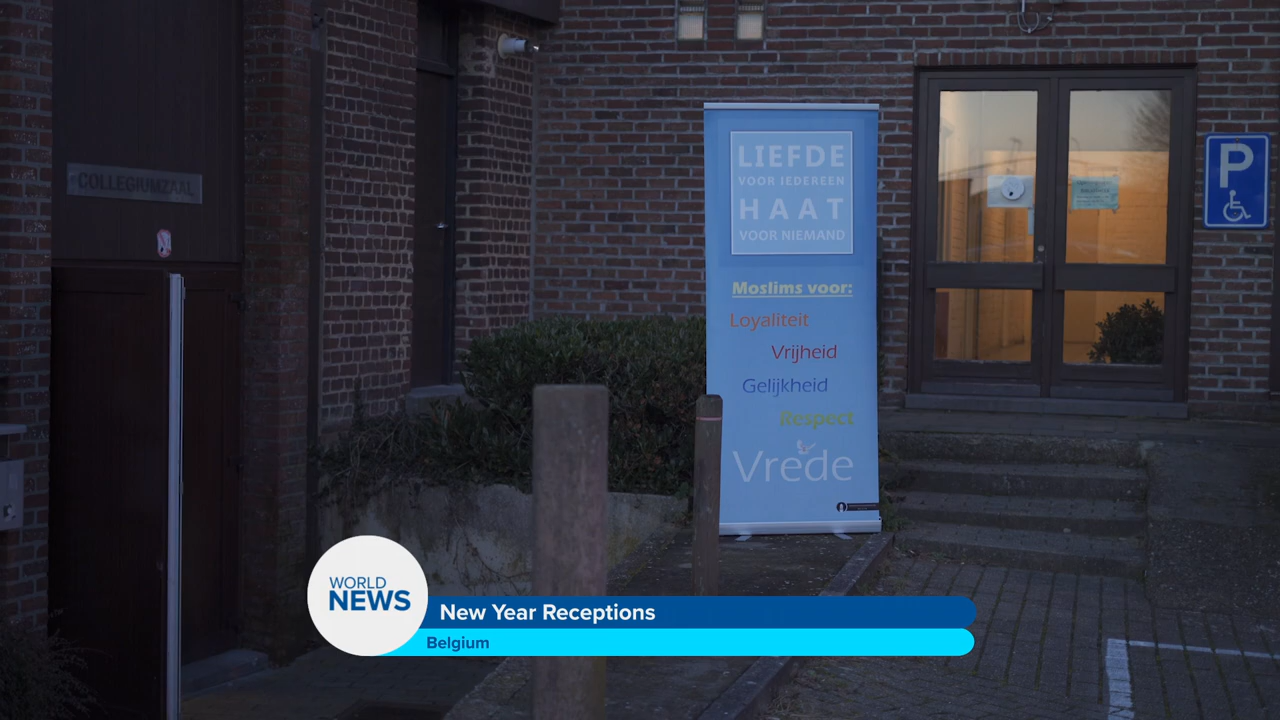 COLLEGIUMZAAL
LIEFDE
VOOR IEDEREEN
HAAT
VOOR NIEMAND
Moslims voor:
Loyaliteit
Vrijheid
Gelijkheid
Respect
Vrede
P
WORLD
NEWS
New Year Receptions
Belgium